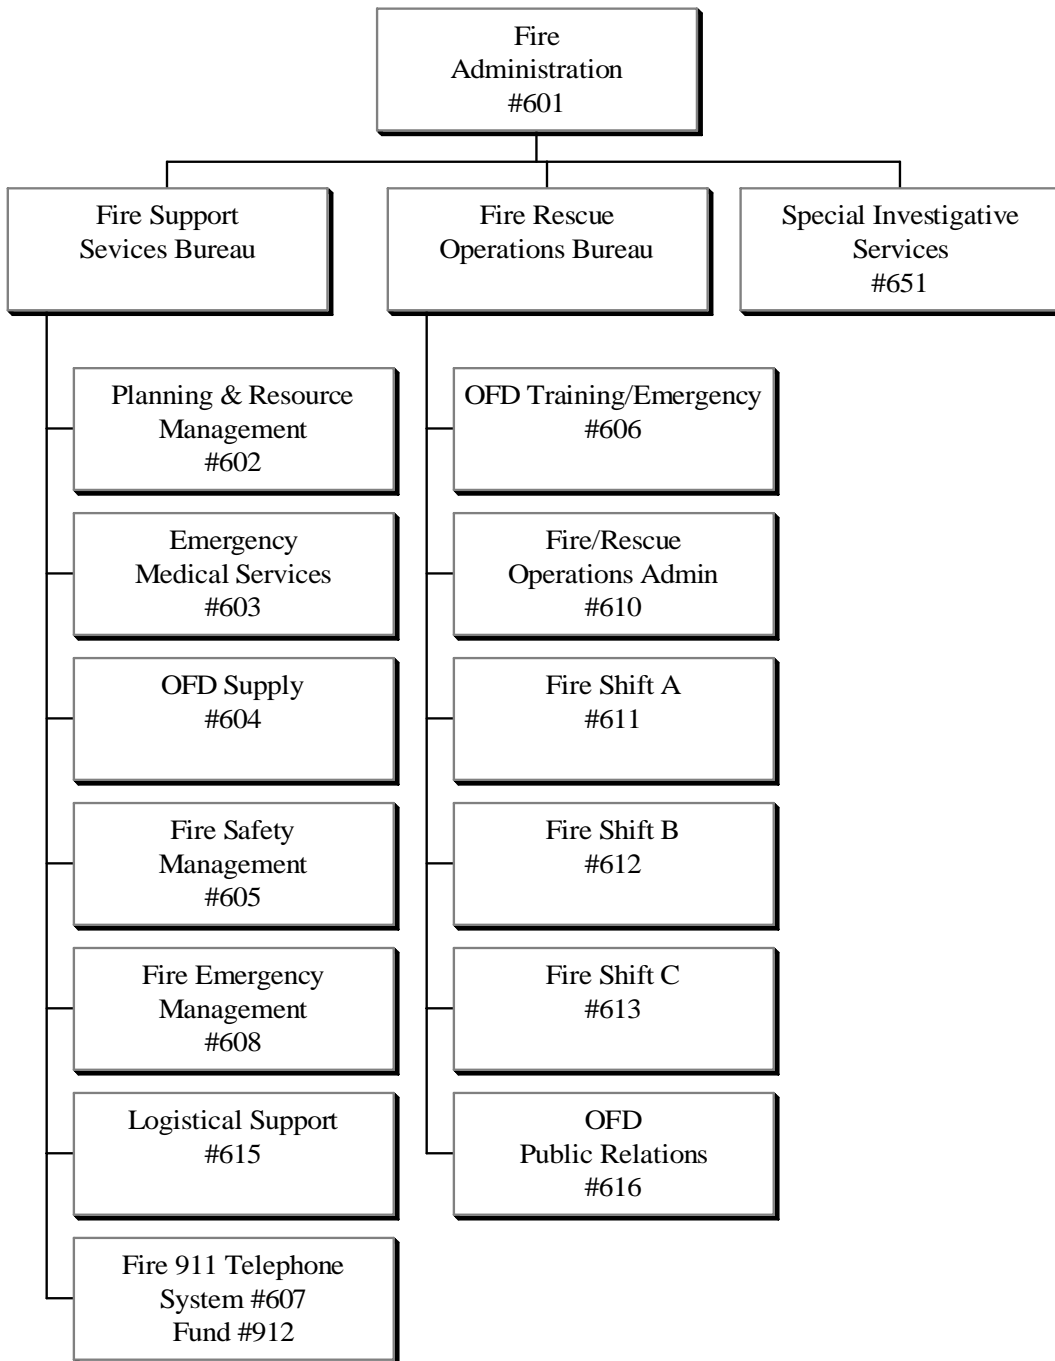 Fire
Administration
#601
Fire Support
Sevices Bureau
Fire Rescue
Operations Bureau
Special Investigative
Services
#651
Planning & Resource
Management
#602
Emergency
Medical Services
#603
OFD Supply
#604
Fire Safety
Management
#605
Fire Emergency
Management
#608
Logistical Support
#615
Fire 911 Telephone
System #607
Fund #912
OFD Training/Emergency
#606
Fire/Rescue
Operations Admin
#610
Fire Shift A
#611
Fire Shift B
#612
Fire Shift C
#613
OFD
Public Relations
#616